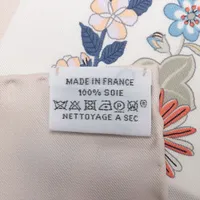 MADE IN FRANCE
100% SOIE
NETTOYAGE A SEC